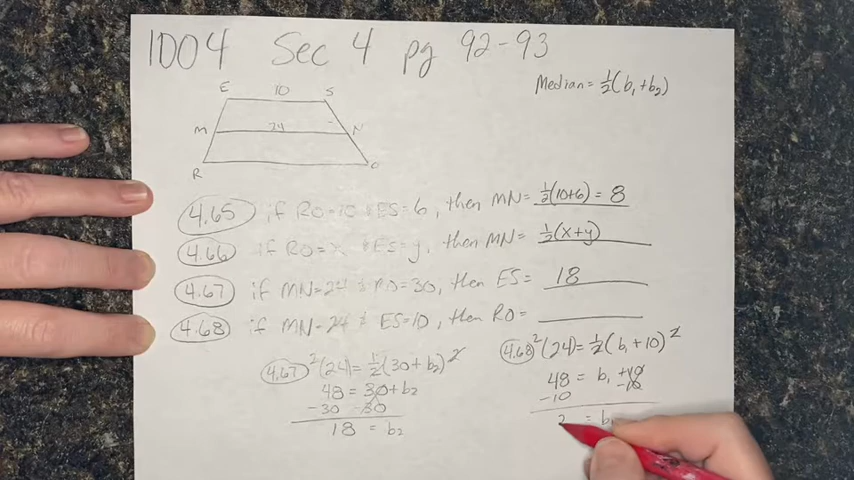 1004 Sec 4 pg 92-93
Median = ½(b₁+b₂)
E 10 S
M 24 N
R O
4.65 if RO=10 & ES=6, then MN= ½(10+6) = 8
4.66 if RO=x & ES=y, then MN= ½(x+y)
4.67 if MN=24 & RO=30, then ES= 18
4.68 if MN=24 & ES=10, then RO=
4.67 2(24)=½(30+b₂)2
48 = 30+b₂
-30 -30
18 = b₂
4.68 2(24)=½(b₁+10)2
48 = b₁+10
-10 -10
= b₁